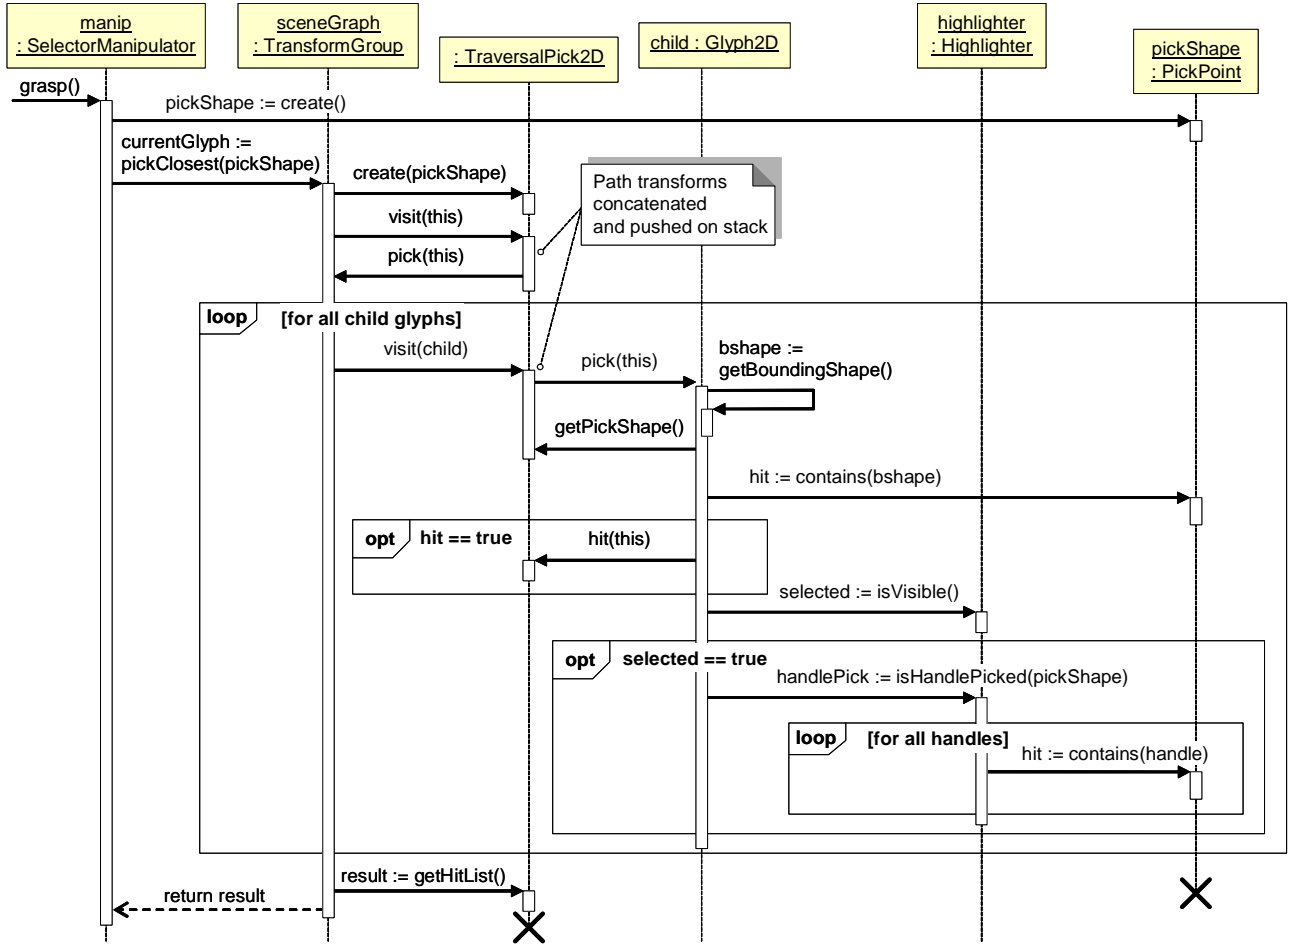 manip
: SelectorManipulator
sceneGraph
: TransformGroup
: TraversalPick2D
child : Glyph2D
highlighter
: Highlighter
pickShape
: PickPoint
grasp()
pickShape := create()
currentGlyph :=
pickClosest(pickShape)
create(pickShape)
Path transforms
concatenated
and pushed on stack
visit(this)
pick(this)
loop
[for all child glyphs]
visit(child)
pick(this)
bshape :=
getBoundingShape()
getPickShape()
hit := contains(bshape)
opt
hit == true
hit(this)
selected := isVisible()
opt
selected == true
handlePick := isHandlePicked(pickShape)
loop
[for all handles]
hit := contains(handle)
result := getHitList()
return result